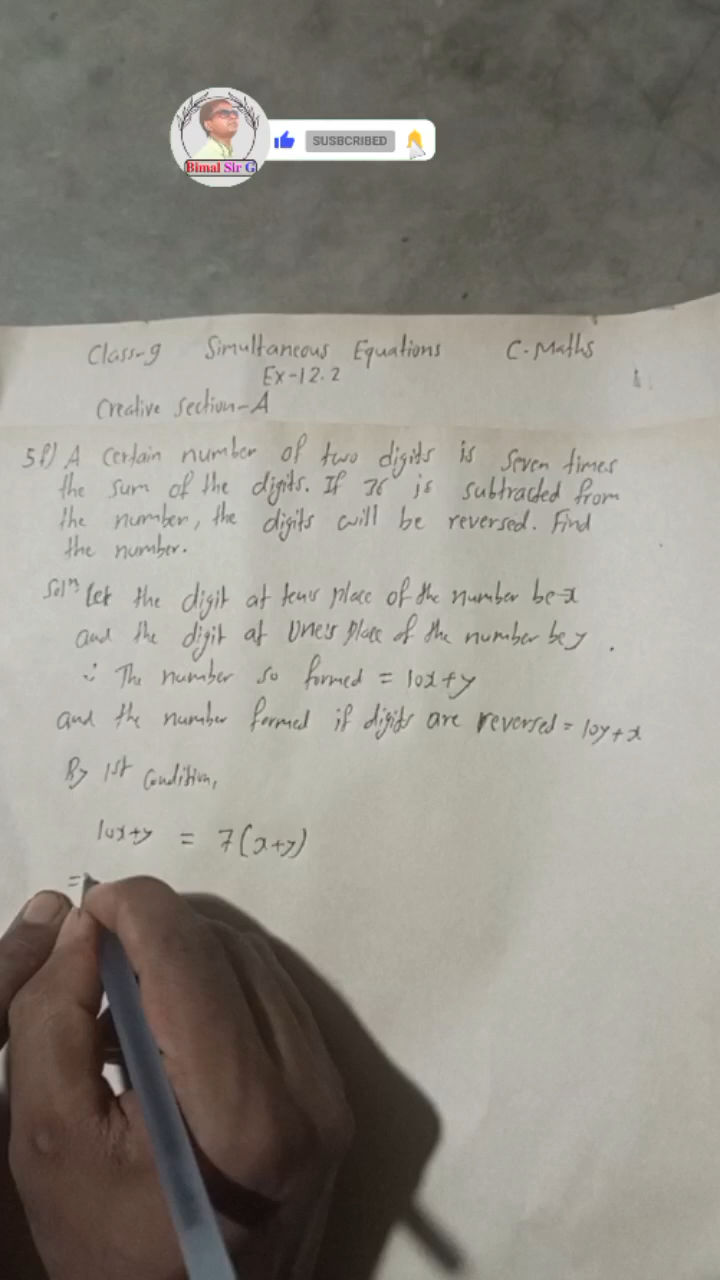 Bimal SIr G
SUSBCRIBED
Class-9 Simultaneous Equations C. Maths
Ex-12.2
Creative section-A
5f) A certain number of two digits is seven times
the sum of the digits. If 36 is subtracted from
the number, the digits will be reversed. Find
the number.
Solⁿ Let the digit at ten's place of the number be x
and the digit at One's place of the number be y.
∴ The number so formed = 10x+y
and the number formed if digits are reversed = 10y+x
By 1st Condition,
10x+y = 7(x+y)
=